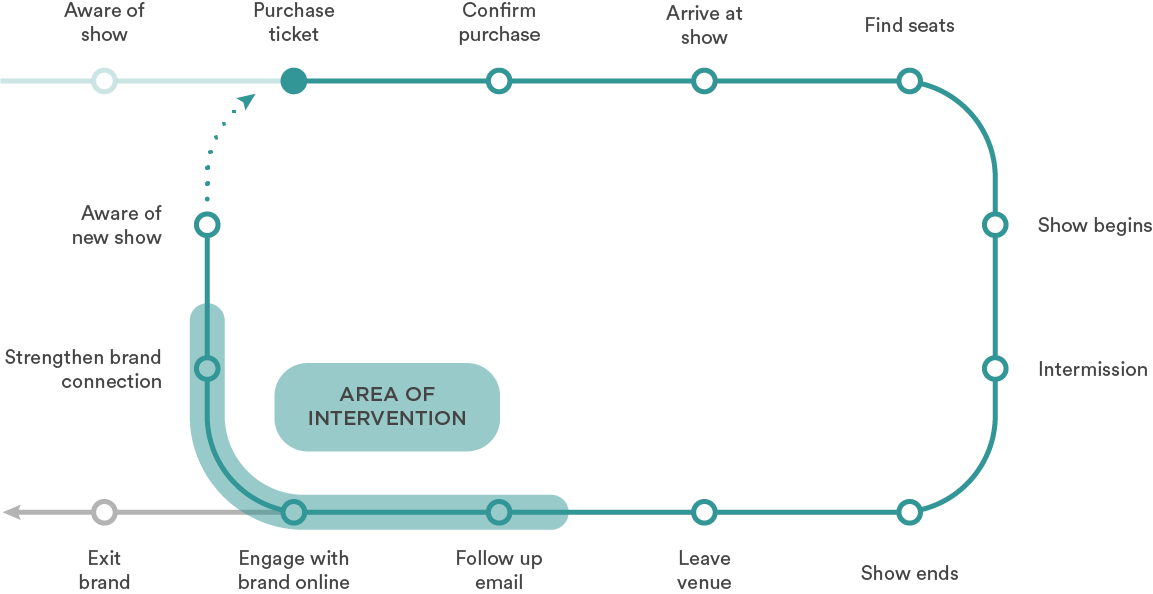 Aware of
show
Purchase
ticket
Confirm
purchase
Arrive at
show
Find seats
Aware of
new show
Show begins
Strengthen brand
connection
AREA OF
INTERVENTION
Intermission
Exit
brand
Engage with
brand online
Follow up
email
Leave
venue
Show ends